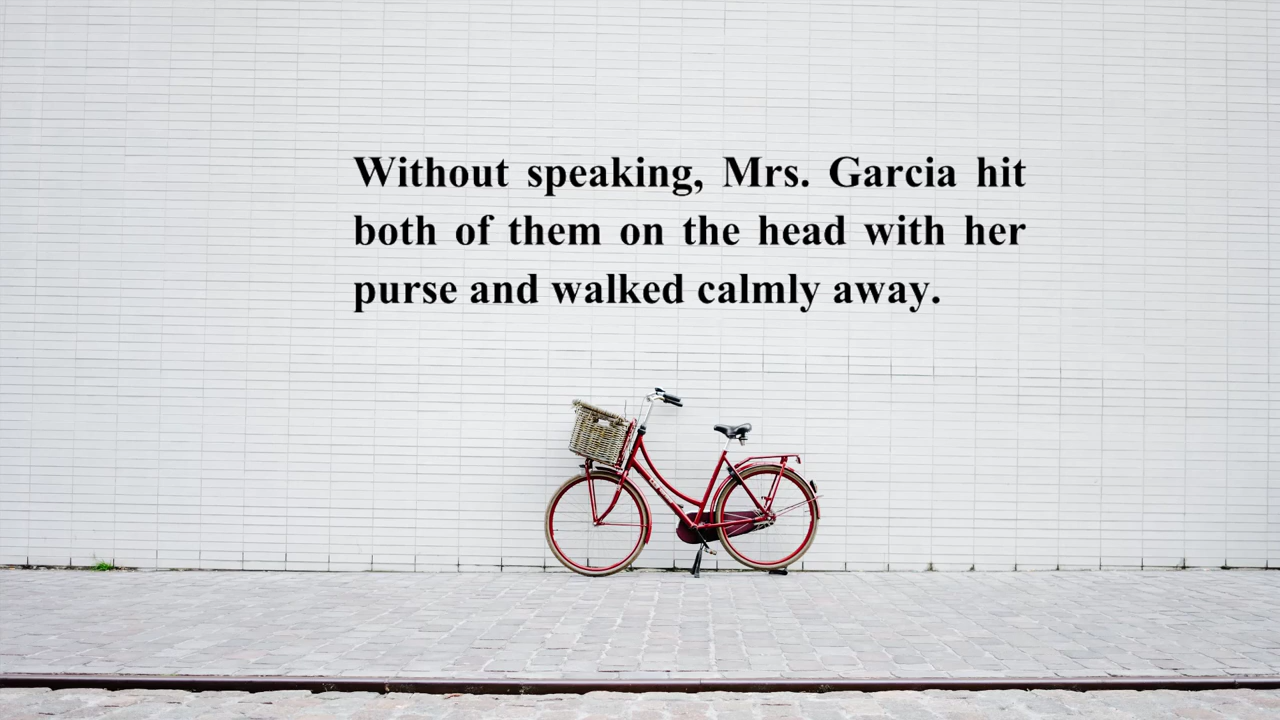 Without speaking, Mrs. Garcia hit
both of them on the head with her
purse and walked calmly away.